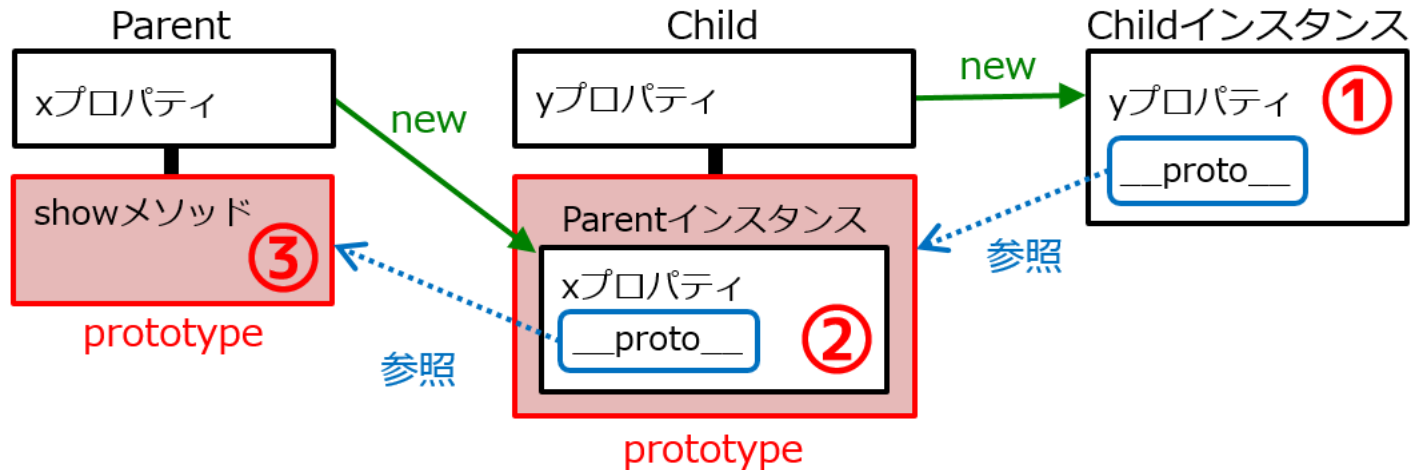 Parent
xプロパティ
showメソッド
③
prototype
new
参照
Child
yプロパティ
Parentインスタンス
xプロパティ
__proto__
②
prototype
new
参照
Childインスタンス
yプロパティ
①
__proto__